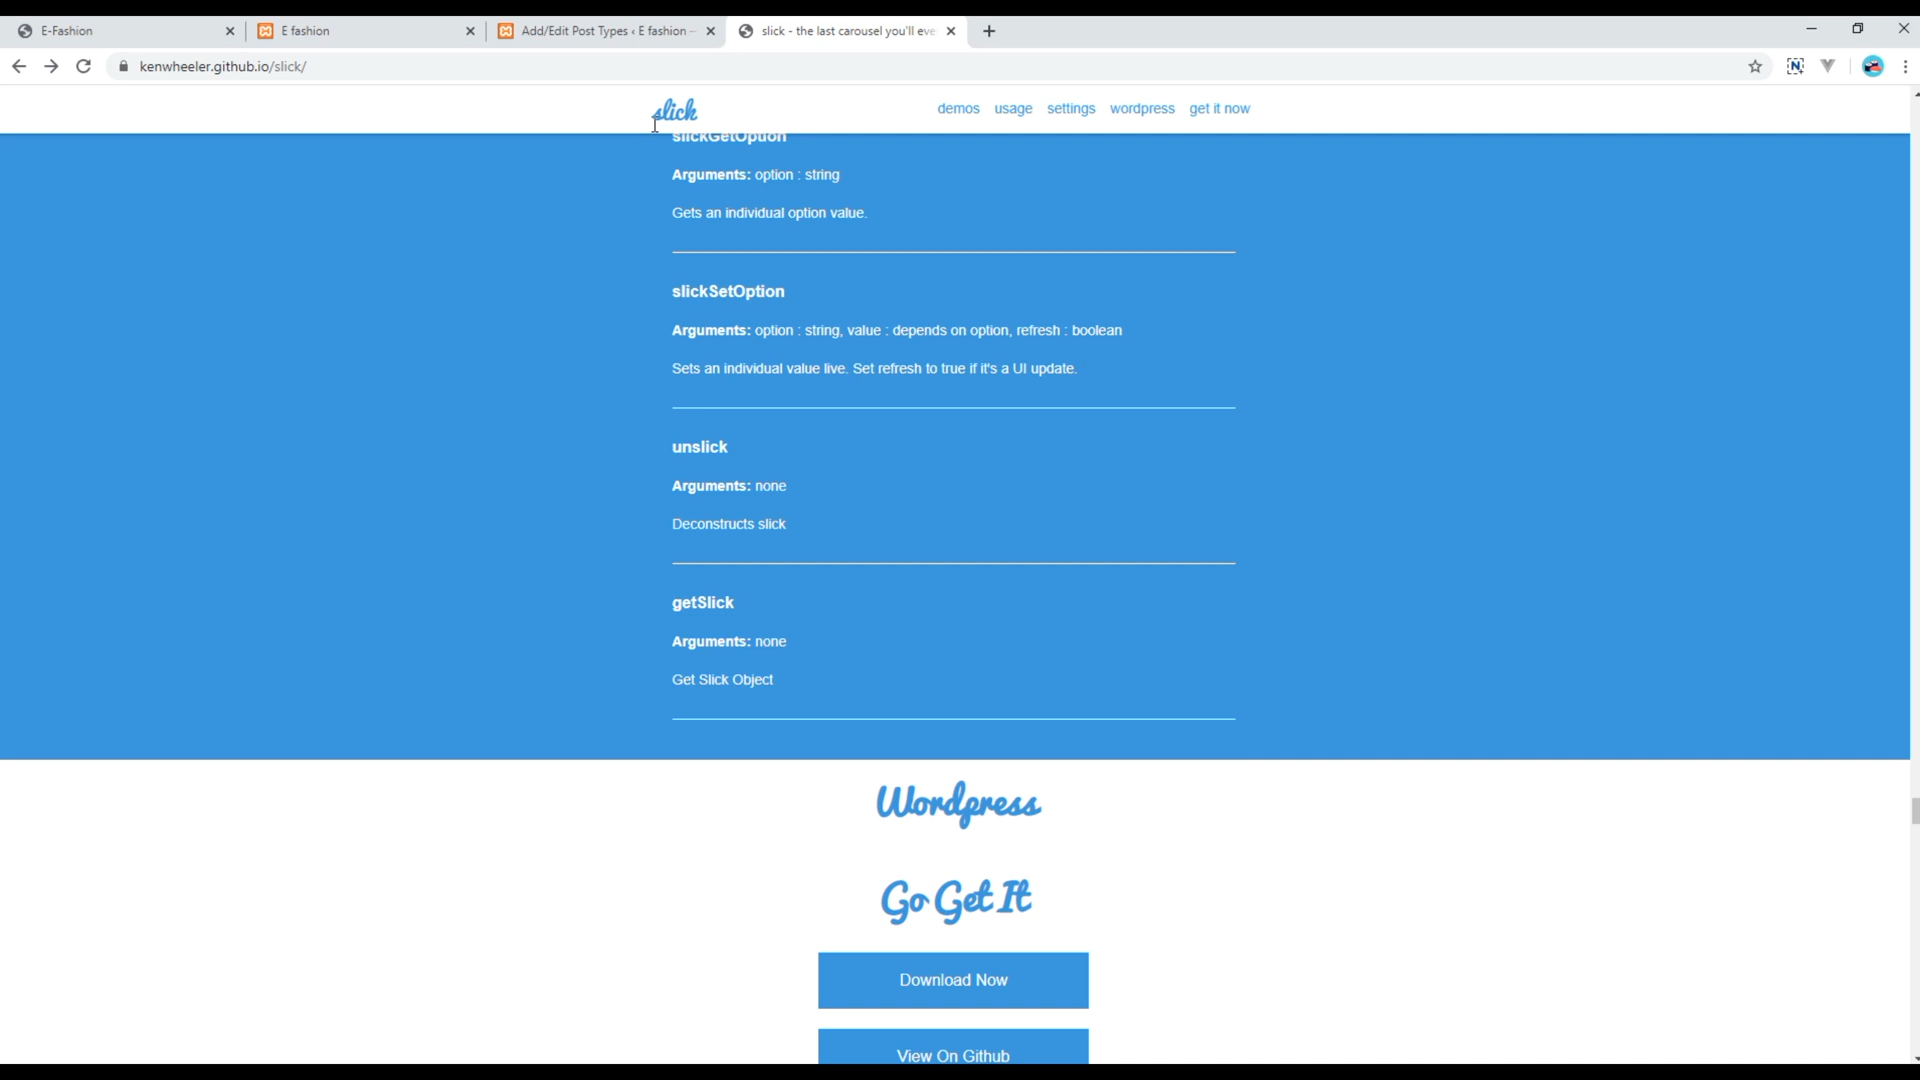 E-Fashion
E fashion
Add/Edit Post Types ‹ E fashion –
slick - the last carousel you'll eve
kenwheeler.github.io/slick/
slick
demos usage settings wordpress get it now
slickGetOption
Arguments: option : string
Gets an individual option value.
slickSetOption
Arguments: option : string, value : depends on option, refresh : boolean
Sets an individual value live. Set refresh to true if it's a UI update.
unslick
Arguments: none
Deconstructs slick
getSlick
Arguments: none
Get Slick Object
Wordpress
Go Get It
Download Now
View On Github